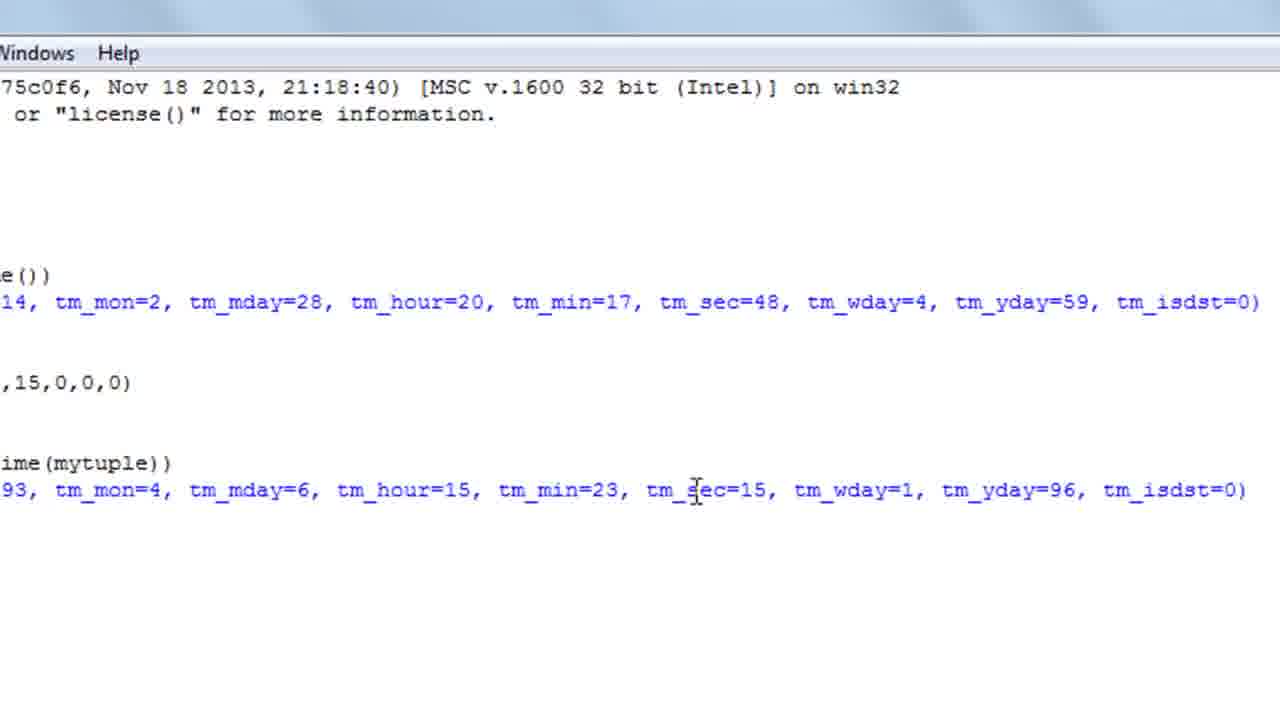 Windows Help
75c0f6, Nov 18 2013, 21:18:40) [MSC v.1600 32 bit (Intel)] on win32
or "license()" for more information.
e())
14, tm_mon=2, tm_mday=28, tm_hour=20, tm_min=17, tm_sec=48, tm_wday=4, tm_yday=59, tm_isdst=0)
,15,0,0,0)
ime(mytuple))
93, tm_mon=4, tm_mday=6, tm_hour=15, tm_min=23, tm_sec=15, tm_wday=1, tm_yday=96, tm_isdst=0)